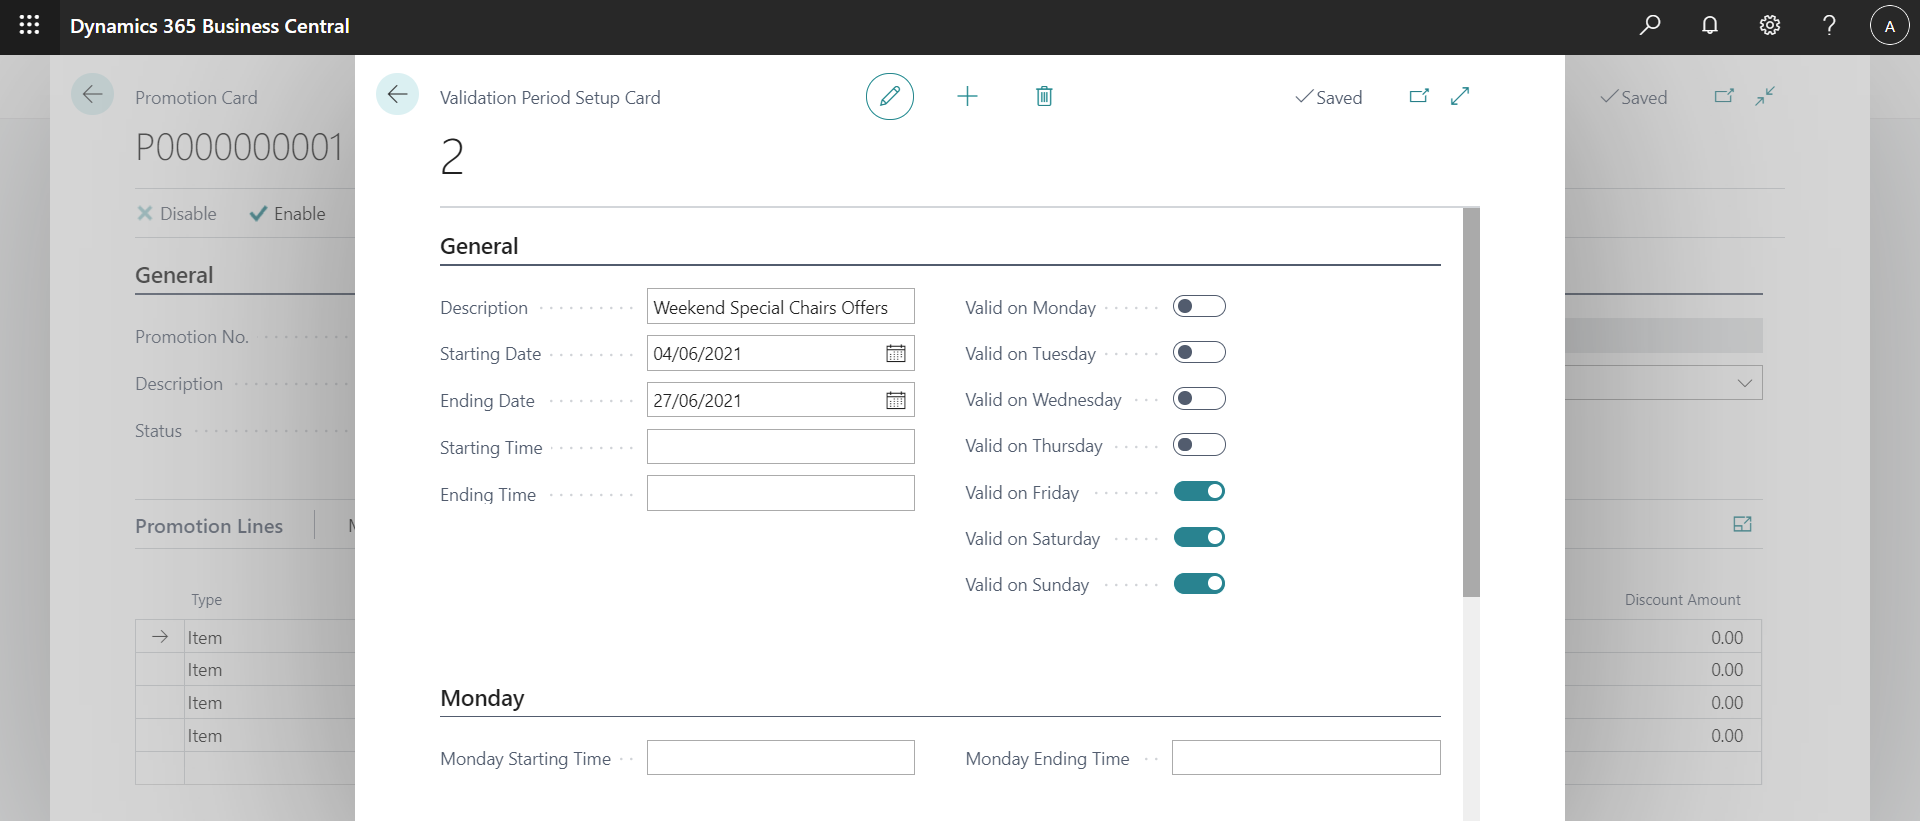 Dynamics 365 Business Central
A
Promotion Card
P0000000001
Disable Enable
General
Promotion No.
Description
Status
Promotion Lines
Type
Item
Item
Item
Item
Validation Period Setup Card
Saved
2
General
Description Weekend Special Chairs Offers
Starting Date 04/06/2021
Ending Date 27/06/2021
Starting Time
Ending Time
Valid on Monday
Valid on Tuesday
Valid on Wednesday
Valid on Thursday
Valid on Friday
Valid on Saturday
Valid on Sunday
Monday
Monday Starting Time Monday Ending Time
Saved
Discount Amount
0.00
0.00
0.00
0.00